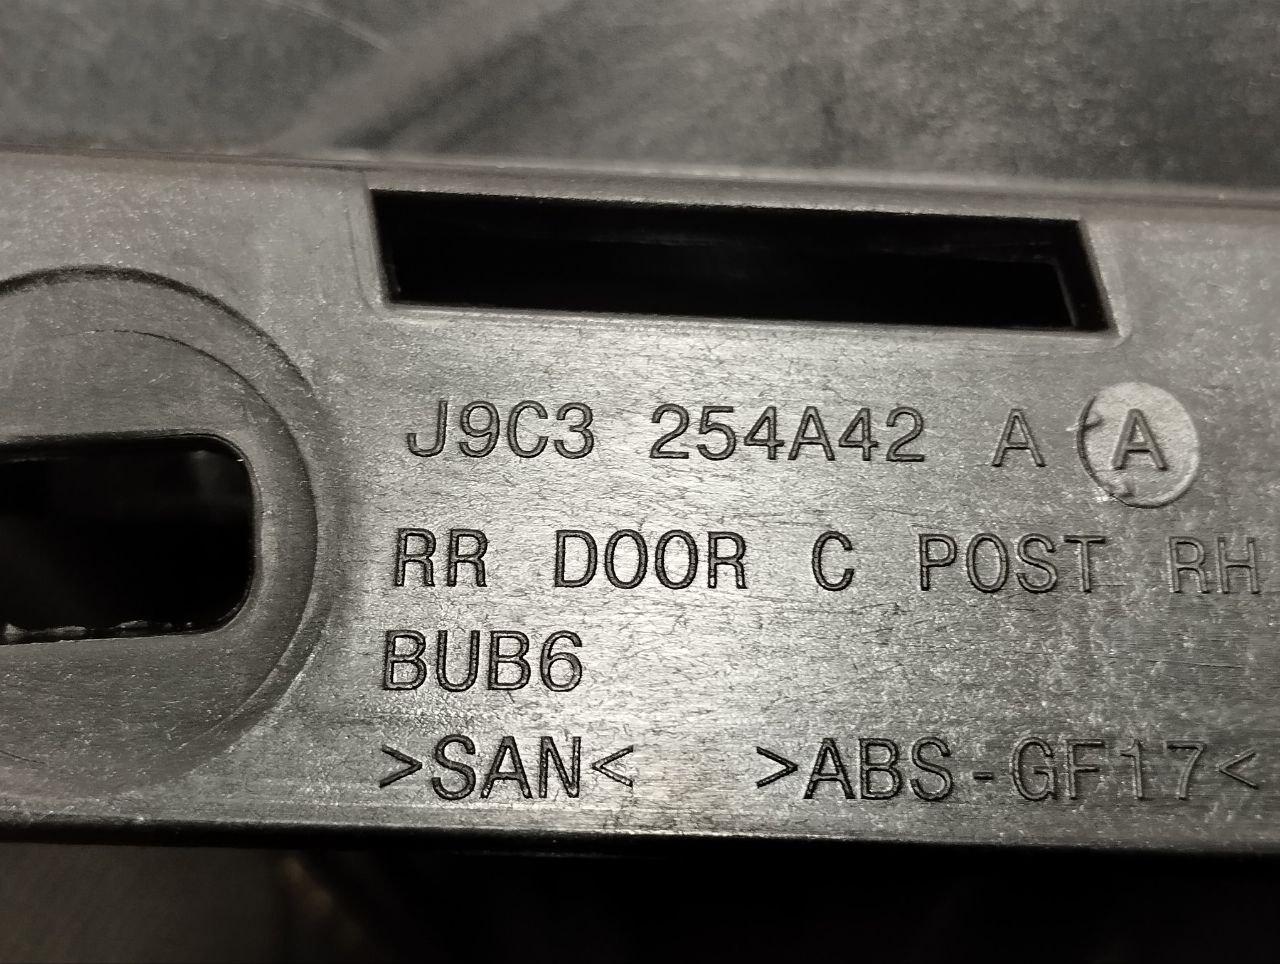 J9C3 254A42 A A
RR DOOR C POST RH
BUB6
>SAN< >ABS-GF17<